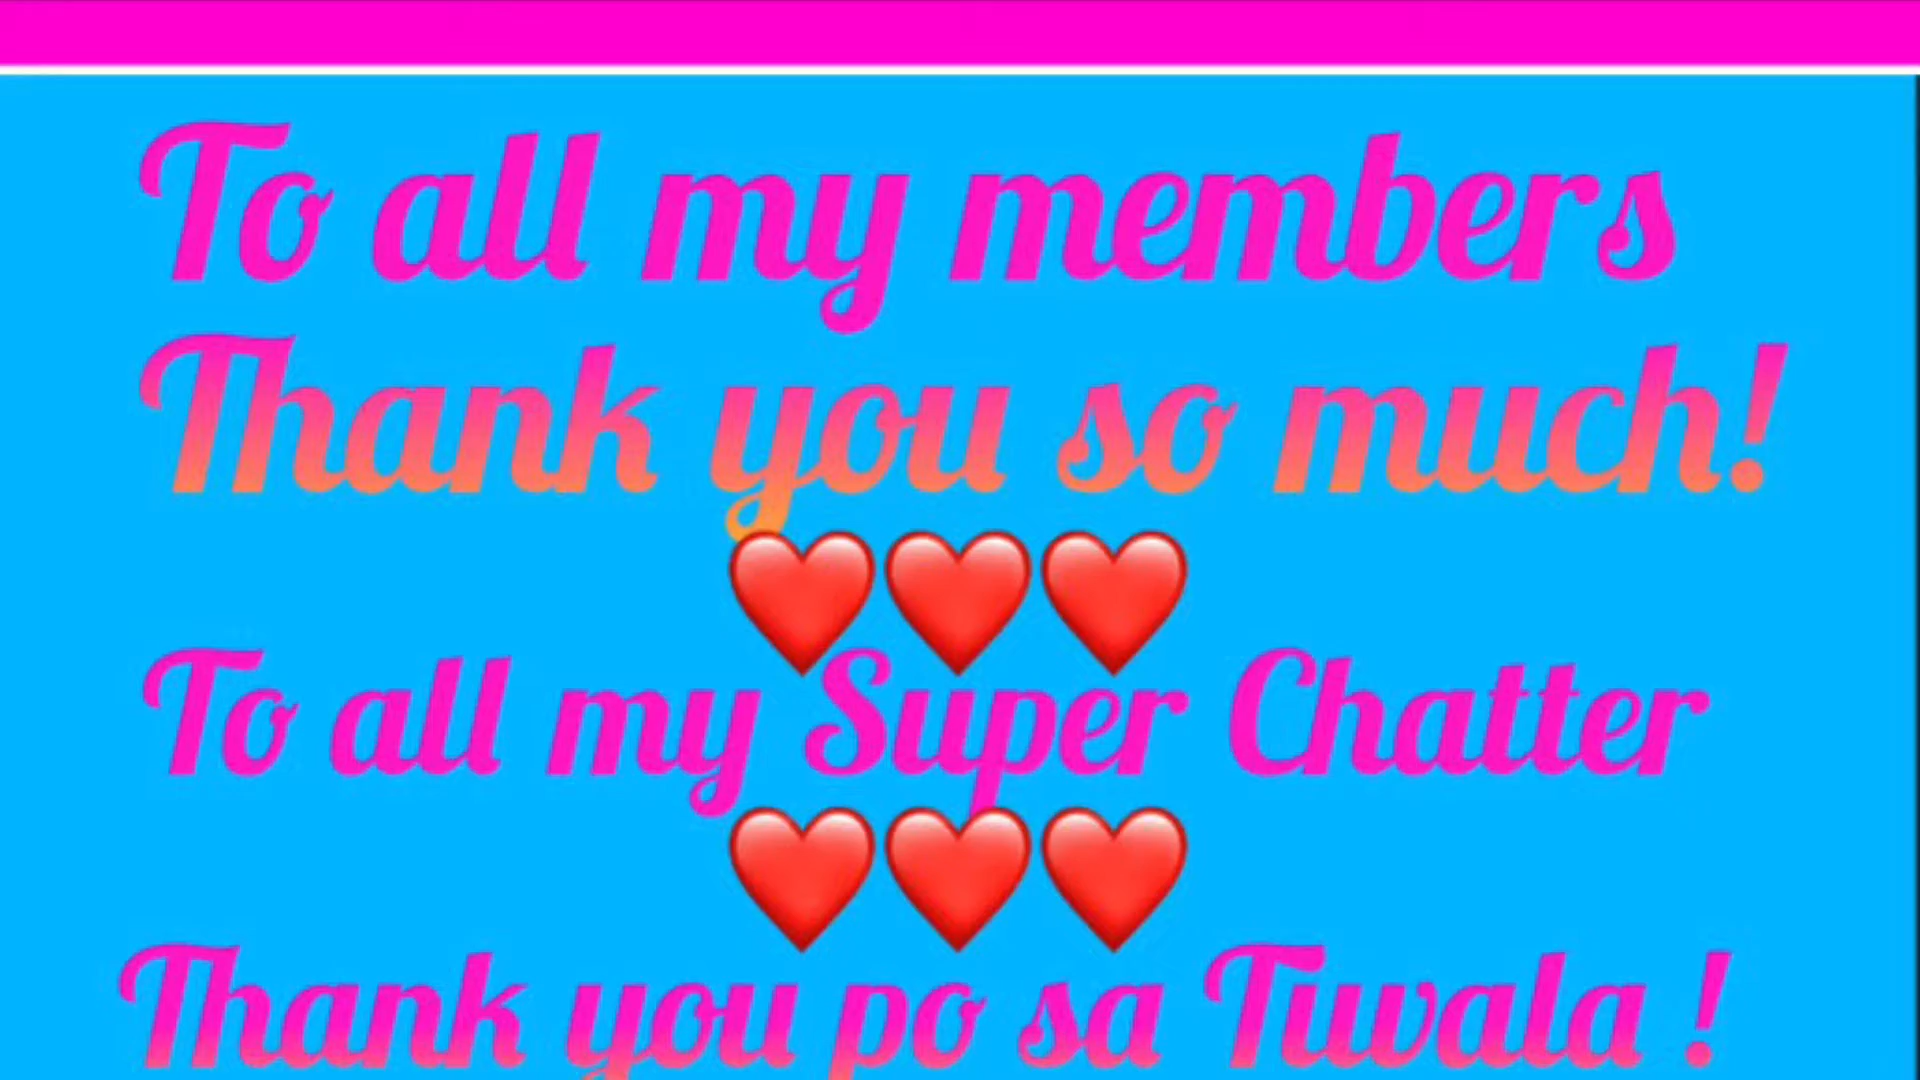 To all my members
Thank you so much!
❤️❤️❤️
To all my Super Chatter
❤️❤️❤️
Thank you po sa Tiwala !